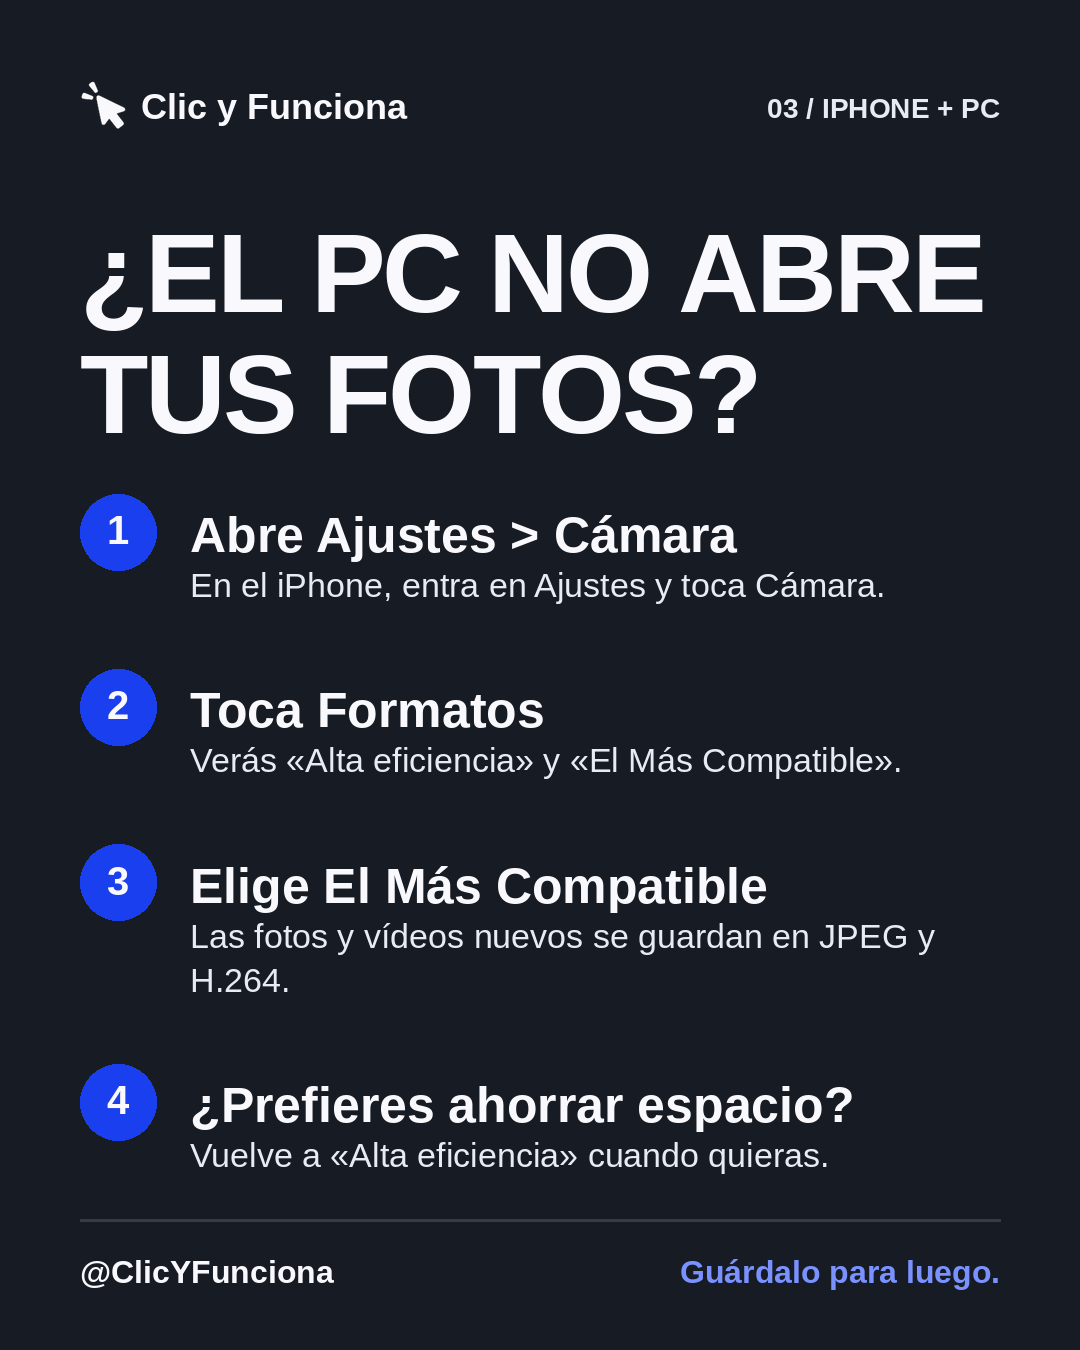 Clic y Funciona
03 / IPHONE + PC
¿EL PC NO ABRE
TUS FOTOS?
1
Abre Ajustes > Cámara
En el iPhone, entra en Ajustes y toca Cámara.
2
Toca Formatos
Verás «Alta eficiencia» y «El Más Compatible».
3
Elige El Más Compatible
Las fotos y vídeos nuevos se guardan en JPEG y
H.264.
4
¿Prefieres ahorrar espacio?
Vuelve a «Alta eficiencia» cuando quieras.
@ClicYFunciona
Guárdalo para luego.